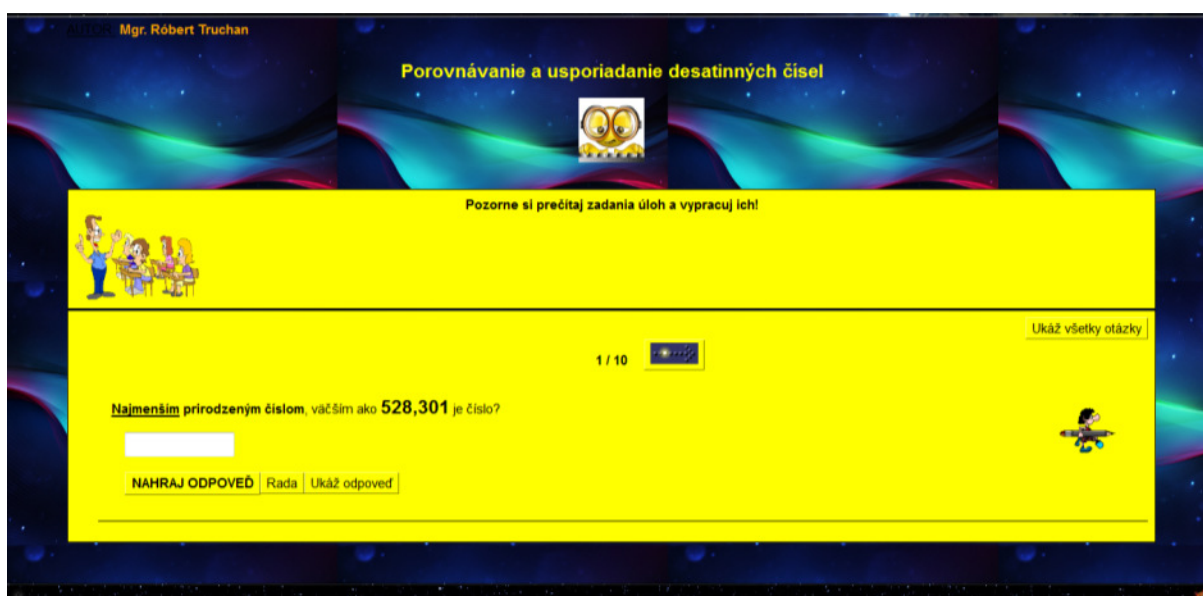 AUTOR: Mgr. Róbert Truchan
Porovnávanie a usporiadanie desatinných čísel
Pozorne si prečítaj zadania úloh a vypracuj ich!
Ukáž všetky otázky
1 / 10
Najmenším prirodzeným číslom, väčším ako 528,301 je číslo?
NAHRAJ ODPOVEĎ Rada Ukáž odpoveď